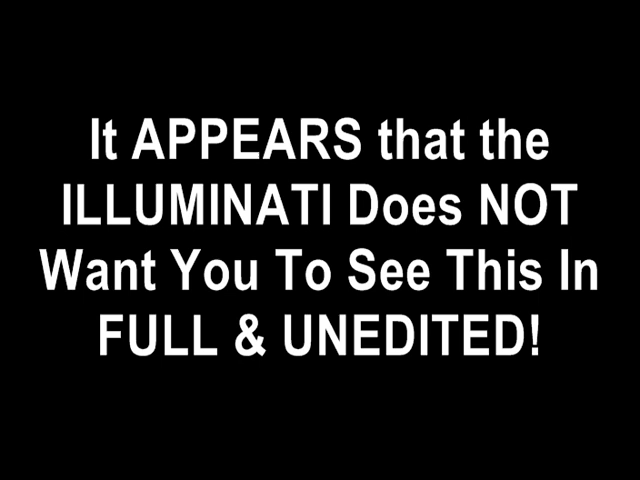 It APPEARS that the
ILLUMINATI Does NOT
Want You To See This In
FULL & UNEDITED!